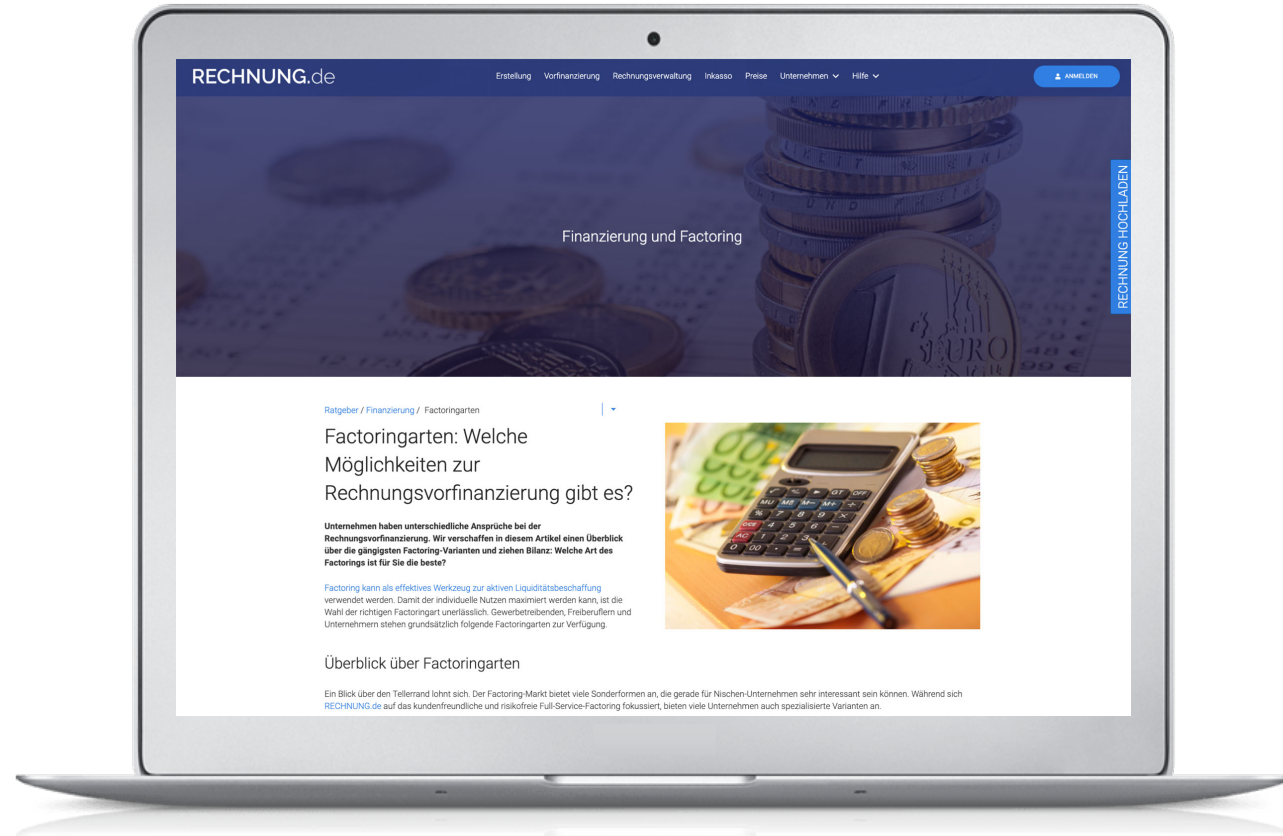 RECHNUNG.de
Erstellung Vorfinanzierung Rechnungsverwaltung Inkasso Preise Unternehmen Hilfe
ANMELDEN
RECHNUNG HOCHLADEN
Finanzierung und Factoring
Ratgeber / Finanzierung / Factoringarten
Factoringarten: Welche
Möglichkeiten zur
Rechnungsvorfinanzierung gibt es?
Unternehmen haben unterschiedliche Ansprüche bei der
Rechnungsvorfinanzierung. Wir verschaffen in diesem Artikel einen Überblick
über die gängigsten Factoring-Varianten und ziehen Bilanz: Welche Art des
Factorings ist für Sie die beste?
Factoring kann als effektives Werkzeug zur aktiven Liquiditätsbeschaffung
verwendet werden. Damit der individuelle Nutzen maximiert werden kann, ist die
Wahl der richtigen Factoringart unerlässlich. Gewerbetreibenden, Freiberuflern und
Unternehmern stehen grundsätzlich folgende Factoringarten zur Verfügung.
Überblick über Factoringarten
Ein Blick über den Tellerrand lohnt sich. Der Factoring-Markt bietet viele Sonderformen an, die gerade für Nischen-Unternehmen sehr interessant sein können. Während sich
RECHNUNG.de auf das kundenfreundliche und risikofreie Full-Service-Factoring fokussiert, bieten viele Unternehmen auch spezialisierte Varianten an.